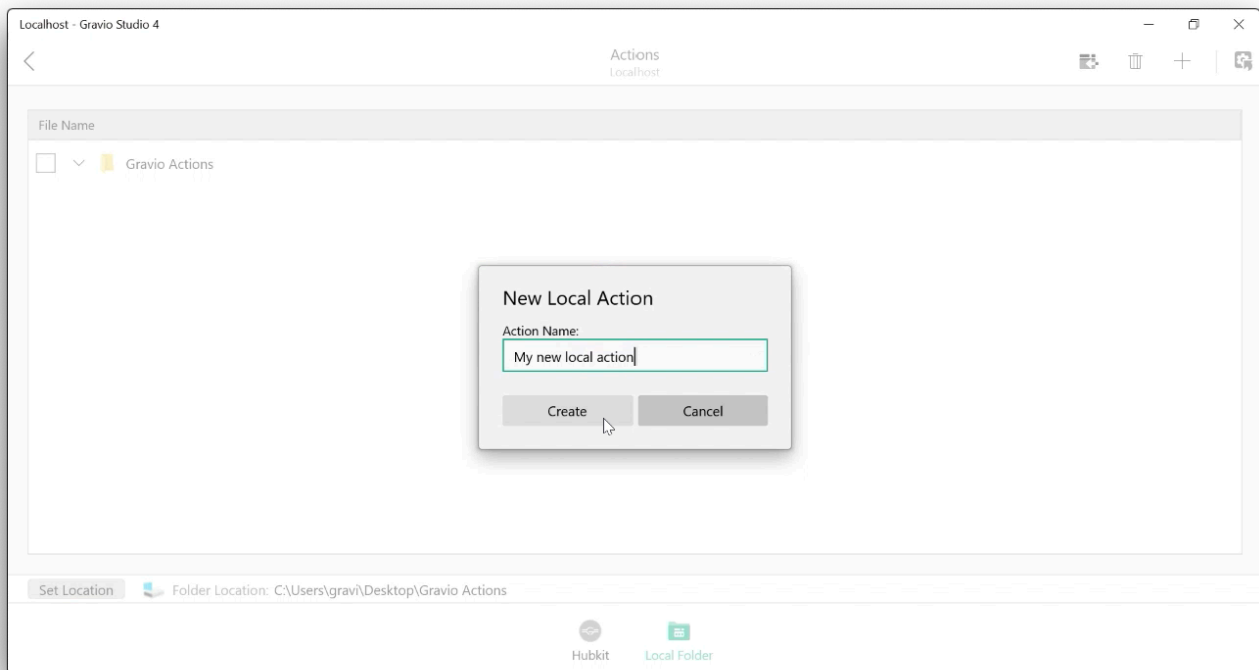 Localhost - Gravio Studio 4
Actions
Localhost
File Name
Gravio Actions
New Local Action
Action Name:
My new local action
Create Cancel
Set Location Folder Location: C:\Users\gravi\Desktop\Gravio Actions
Hubkit Local Folder